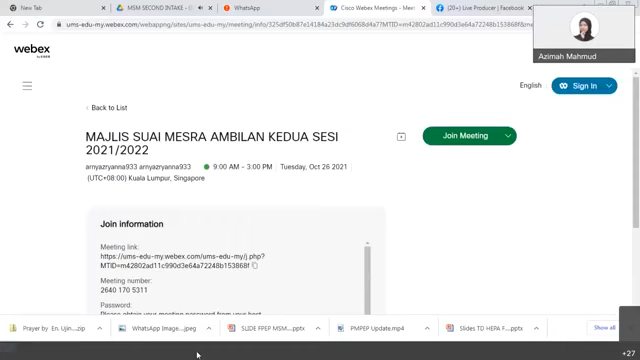 New Tab
MSM SECOND INTAKE -
WhatsApp
Cisco Webex Meetings - Mee
(20+) Live Producer | Facebook
ums-edu-my.webex.com/webappng/sites/ums-edu-my/meeting/info/325df50b87e14184a23dc9df6068d4a77?MTID=m42802ad11c990d3e64a72248b153868f&me
Azimah Mahmud
webex
by CISCO
English
Sign In
Back to List
MAJLIS SUAI MESRA AMBILAN KEDUA SESI
2021/2022
Join Meeting
arnyazryanna933 arnyazryanna933
9:00 AM – 3:00 PM
Tuesday, Oct 26 2021
(UTC+08:00) Kuala Lumpur, Singapore
Join information
Meeting link:
https://ums-edu-my.webex.com/ums-edu-my/j.php?
MTID=m42802ad11c990d3e64a72248b153868f
Meeting number:
2640 170 5311
Password:
Please obtain your meeting password from your host.
Prayer by En. Ujin....zip
WhatsApp Image....jpeg
SLIDE FPEP MSM....pptx
PMPEP Update.mp4
Slides TD HEPA F....pptx
Show all
+27